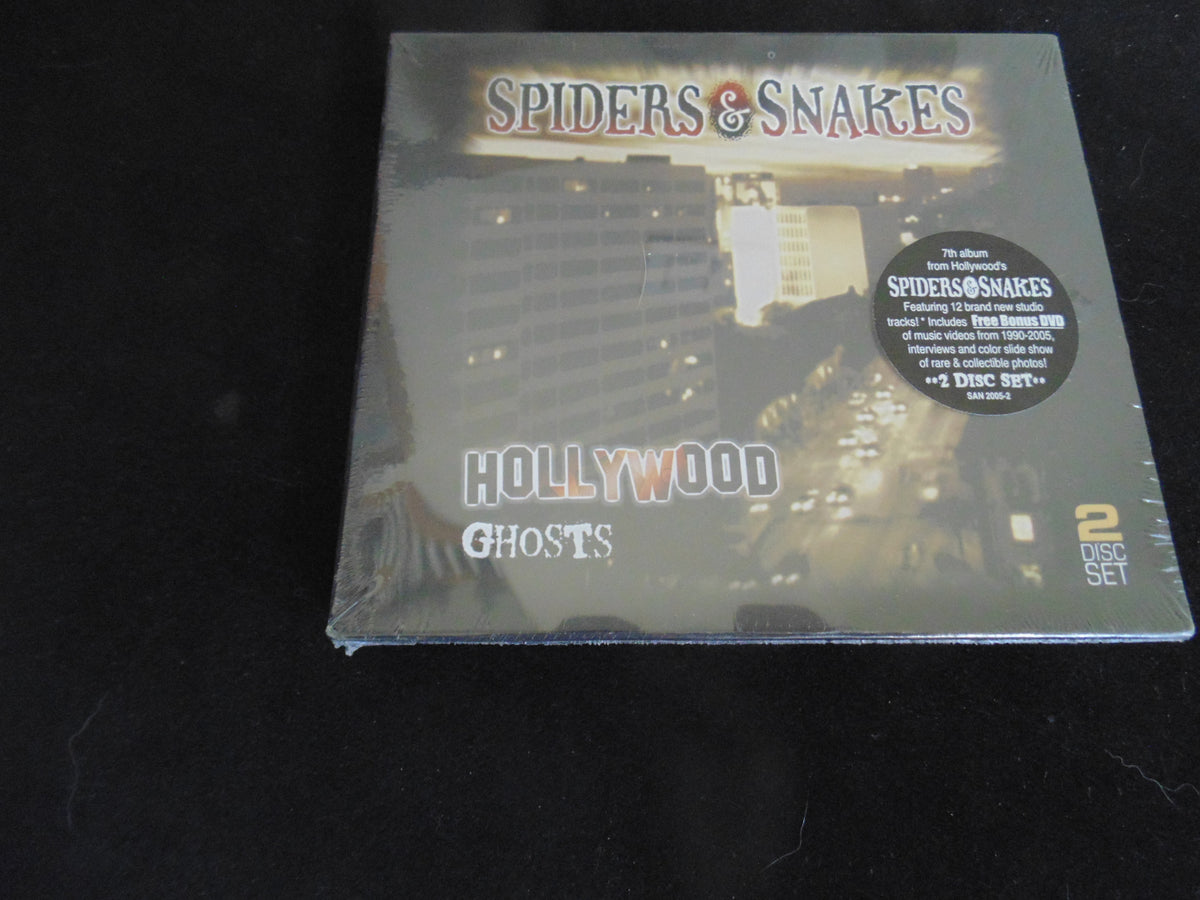 SPIDERS & SNAKES
7th album
from Hollywood's
SPIDERS & SNAKES
Featuring 12 brand new studio
tracks! * Includes Free Bonus DVD
of music videos from 1990-2005,
interviews and color slide show
of rare & collectible photos!
**2 DISC SET**
SAN 2005-2
HOLLYWOOD
GHOSTS
2
DISC
SET